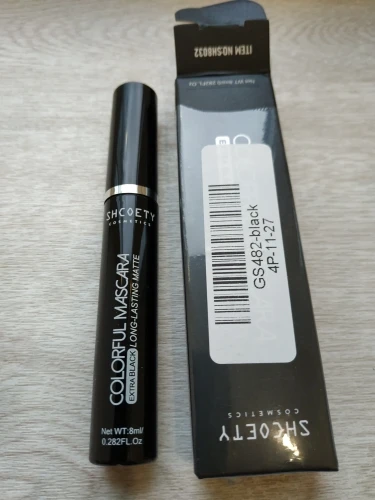 SHCOETY
COSMETICS
COLORFUL MASCARA
EXTRA BLACK LONG-LASTING MATTE
Net WT:8ml/
0.282FL.Oz
ITEM NO:SHB032
GS482-black
4P-11-27
SHCOETY
COSMETICS